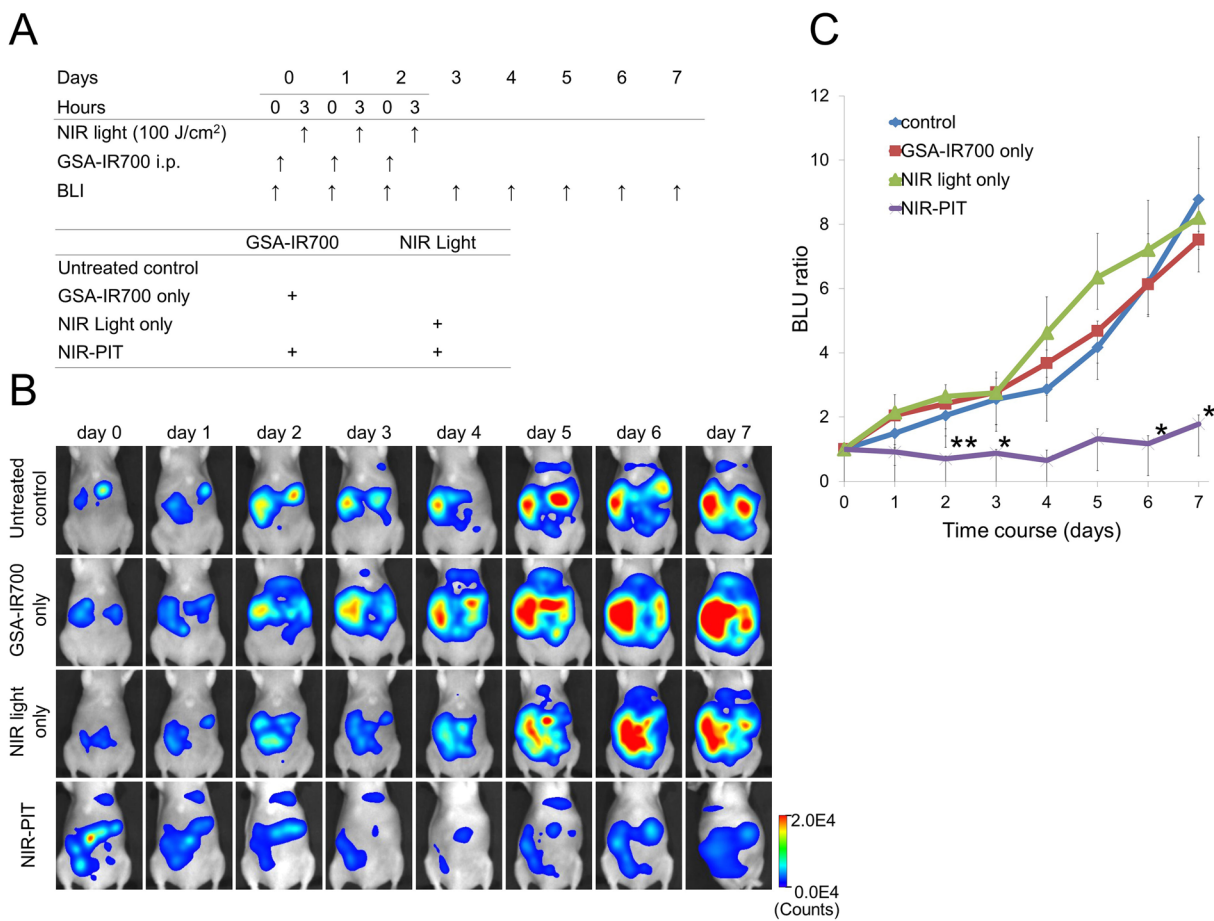 A
Days 0 1 2 3 4 5 6 7
Hours 0 3 0 3 0 3
NIR light (100 J/cm²) ↑ ↑ ↑
GSA-IR700 i.p. ↑ ↑ ↑
BLI ↑ ↑ ↑ ↑ ↑ ↑ ↑ ↑
GSA-IR700 NIR Light
Untreated control
GSA-IR700 only +
NIR Light only +
NIR-PIT + +
B
day 0 day 1 day 2 day 3 day 4 day 5 day 6 day 7
Untreated
control
GSA-IR700
only
NIR light
only
NIR-PIT
2.0E4
0.0E4
(Counts)
C
12
10
8
6
4
2
0
BLU ratio
control
GSA-IR700 only
NIR light only
NIR-PIT
** * * *
0 1 2 3 4 5 6 7
Time course (days)